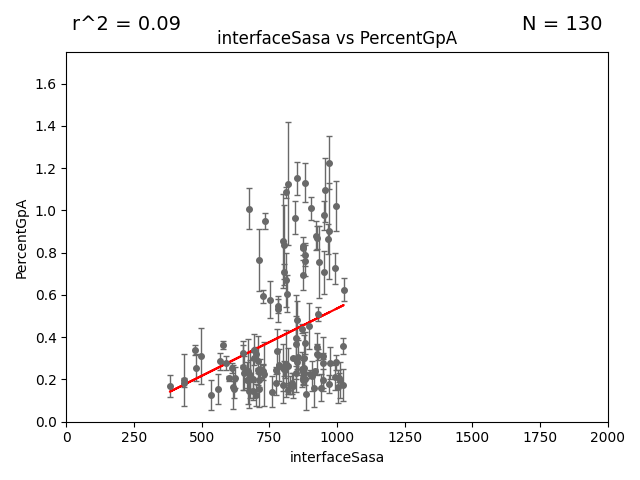 r^2 = 0.09
N = 130
interfaceSasa vs PercentGpA
PercentGpA
1.6
1.4
1.2
1.0
0.8
0.6
0.4
0.2
0.0
0 250 500 750 1000 1250 1500 1750 2000
interfaceSasa